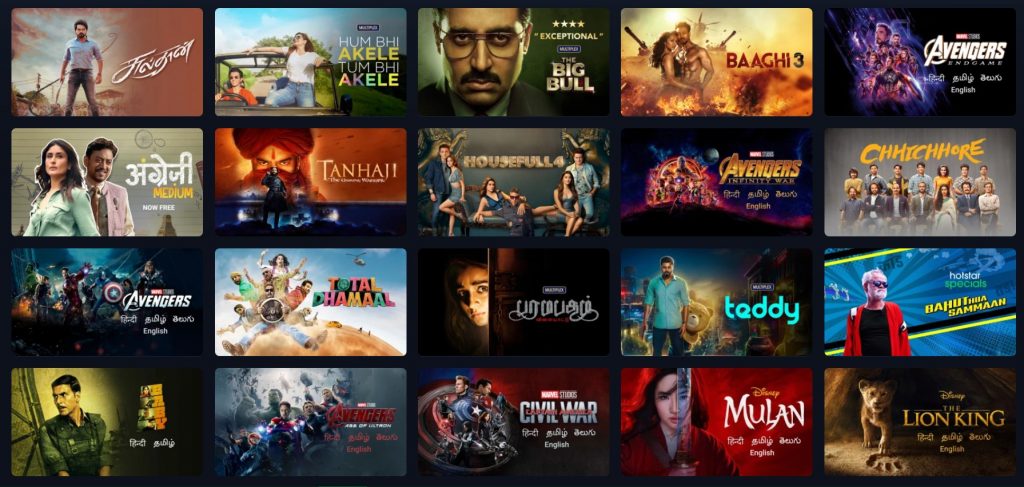 சுல்தான்
MULTIPLEX
HUM BHI
AKELE
TUM BHI
AKELE
★★★★
"EXCEPTIONAL"
MULTIPLEX
THE
BIG
BULL
BAAGHI 3
MARVEL STUDIOS
AVENGERS
ENDGAME
हिन्दी தமிழ் తెలుగు
English
अंग्रेज़ी
MEDIUM
NOW FREE
TANHAJI
The Unsung Warrior
HOUSEFULL 4
MARVEL STUDIOS
AVENGERS
INFINITY WAR
हिन्दी தமிழ் తెలుగు
English
CHHICHHORE
MARVEL STUDIOS
AVENGERS
हिन्दी தமிழ் తెలుగు
English
TOTAL
DHAMAAL
MULTIPLEX
பரமபதம்
MULTIPLEX
teddy
hotstar
specials
BAHUT HUA
SAMMAAN
हिन्दी தமிழ்
AVENGERS
AGE OF ULTRON
हिन्दी தமிழ் తెలుగు
English
MARVEL STUDIOS
CAPTAIN AMERICA
CIVIL WAR
हिन्दी தமிழ் తెలుగు
English
Disney
MULAN
हिन्दी தமிழ் తెలుగు
English
Disney
THE
LION KING
हिन्दी தமிழ் తెలుగు
English